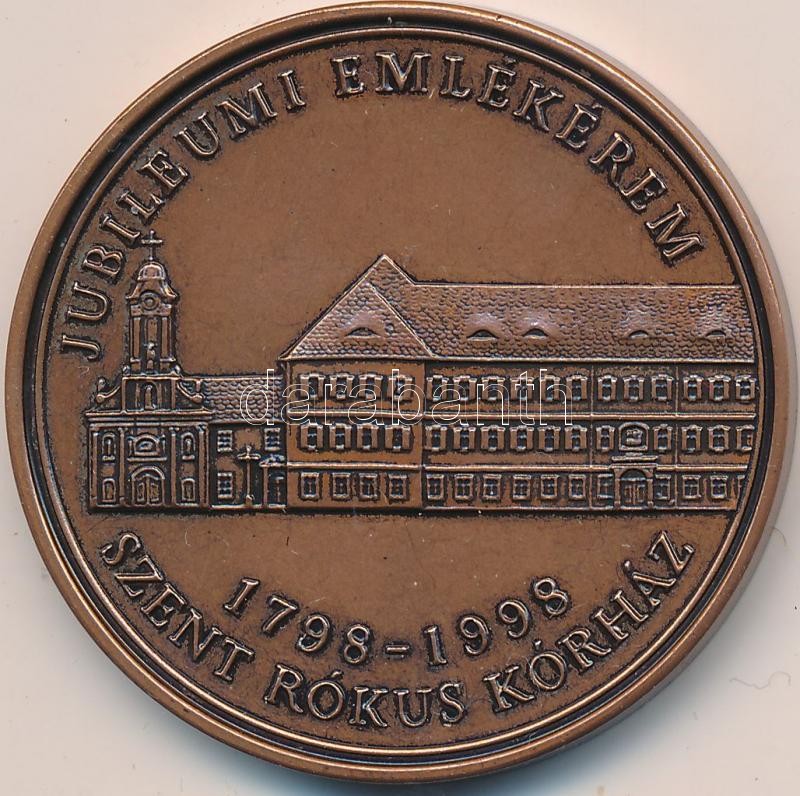 JUBILEUMI EMLÉKÉREM
darabanth
1798-1998
SZENT RÓKUS KÓRHÁZ